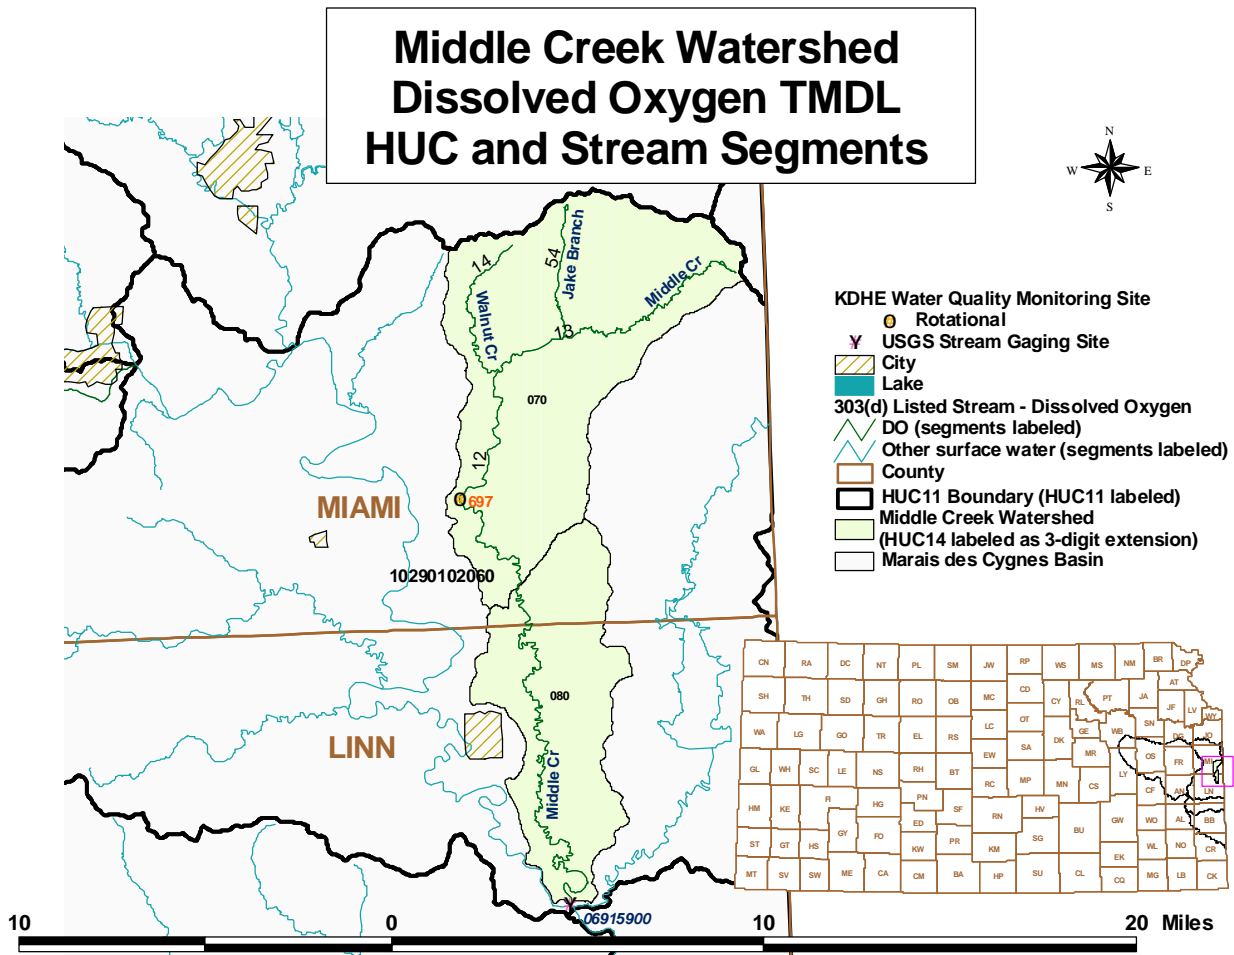 Middle Creek Watershed
Dissolved Oxygen TMDL
HUC and Stream Segments
N
W E
S
14
54
Jake Branch
Middle Cr
Walnut Cr
13
KDHE Water Quality Monitoring Site
Rotational
Y USGS Stream Gaging Site
City
Lake
303(d) Listed Stream - Dissolved Oxygen
DO (segments labeled)
Other surface water (segments labeled)
County
HUC11 Boundary (HUC11 labeled)
Middle Creek Watershed
(HUC14 labeled as 3-digit extension)
Marais des Cygnes Basin
070
12
697
MIAMI
10290102060
080
LINN
Middle Cr
Y
06915900
CN RA DC NT PL SM JW RP WS MS NM BR DP
SH TH SD GH RO OB MC CD CY RL PT JA AT
JF LV WY
WA LG GO TR EL RS LC OT DK GE WB SN DG JO
GL WH SC LE NS RH BT EW SA MR OS FR MI
RC MP MN CS LY CF AN LN
HM KE FI HG PN SF RN HV BU GW WO AL BB
ST GT HS GY FO ED KW PR KM SG EK WL NO CR
MT SV SW ME CA CM BA HP SU CL CQ MG LB CK
10 0 10 20 Miles